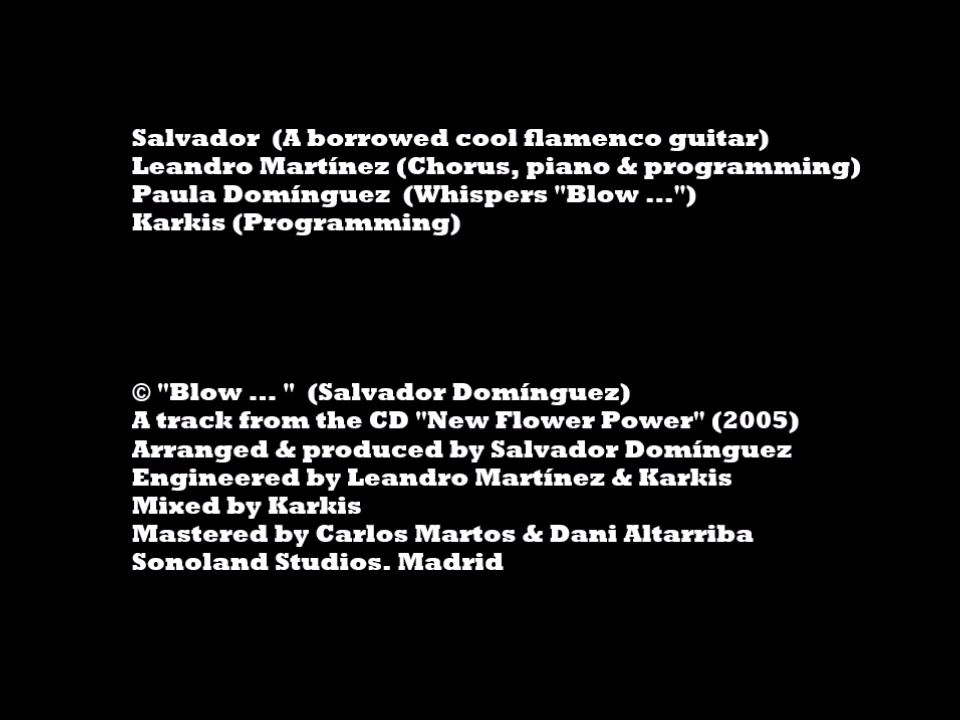 Salvador (A borrowed cool flamenco guitar)
Leandro Martínez (Chorus, piano & programming)
Paula Domínguez (Whispers "Blow ...")
Karkis (Programming)
© "Blow ... " (Salvador Domínguez)
A track from the CD "New Flower Power" (2005)
Arranged & produced by Salvador Domínguez
Engineered by Leandro Martínez & Karkis
Mixed by Karkis
Mastered by Carlos Martos & Dani Altarriba
Sonoland Studios. Madrid